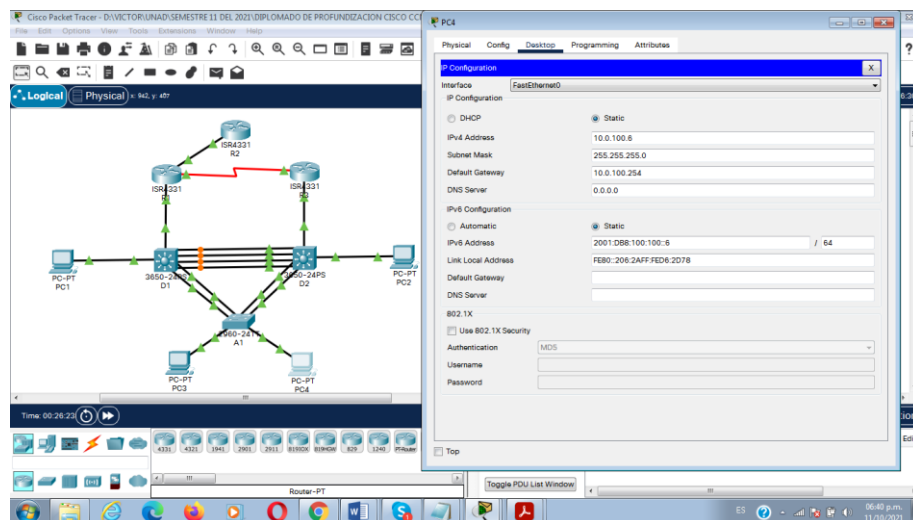 Cisco Packet Tracer - D:\VICTOR\UNAD\SEMESTRE 11 DEL 2021\DIPLOMADO DE PROFUNDIZACION CISCO CC
File Edit Options View Tools Extensions Window Help
Logical Physical x: 942, y: 407
ISR4331
R2
ISR4331
ISR4331
3650-24PS
D1
D2
PC-PT
PC1
PC-PT
PC2
A1
PC-PT
PC3
PC-PT
PC4
Time: 00:26:23
4331 4321 1941 2901 2911 819IOX 819HGW 829 1240 PT-Router
Router-PT
Toggle PDU List Window
PC4
Physical Config Desktop Programming Attributes
IP Configuration X
Interface FastEthernet0
IP Configuration
DHCP Static
IPv4 Address 10.0.100.6
Subnet Mask 255.255.255.0
Default Gateway 10.0.100.254
DNS Server 0.0.0.0
IPv6 Configuration
Automatic Static
IPv6 Address 2001:DB8:100:100::6 / 64
Link Local Address FE80::206:2AFF:FED6:2D78
Default Gateway
DNS Server
802.1X
Use 802.1X Security
Authentication MD5
Username
Password
Top
ES 06:40 p.m.
11/10/2021